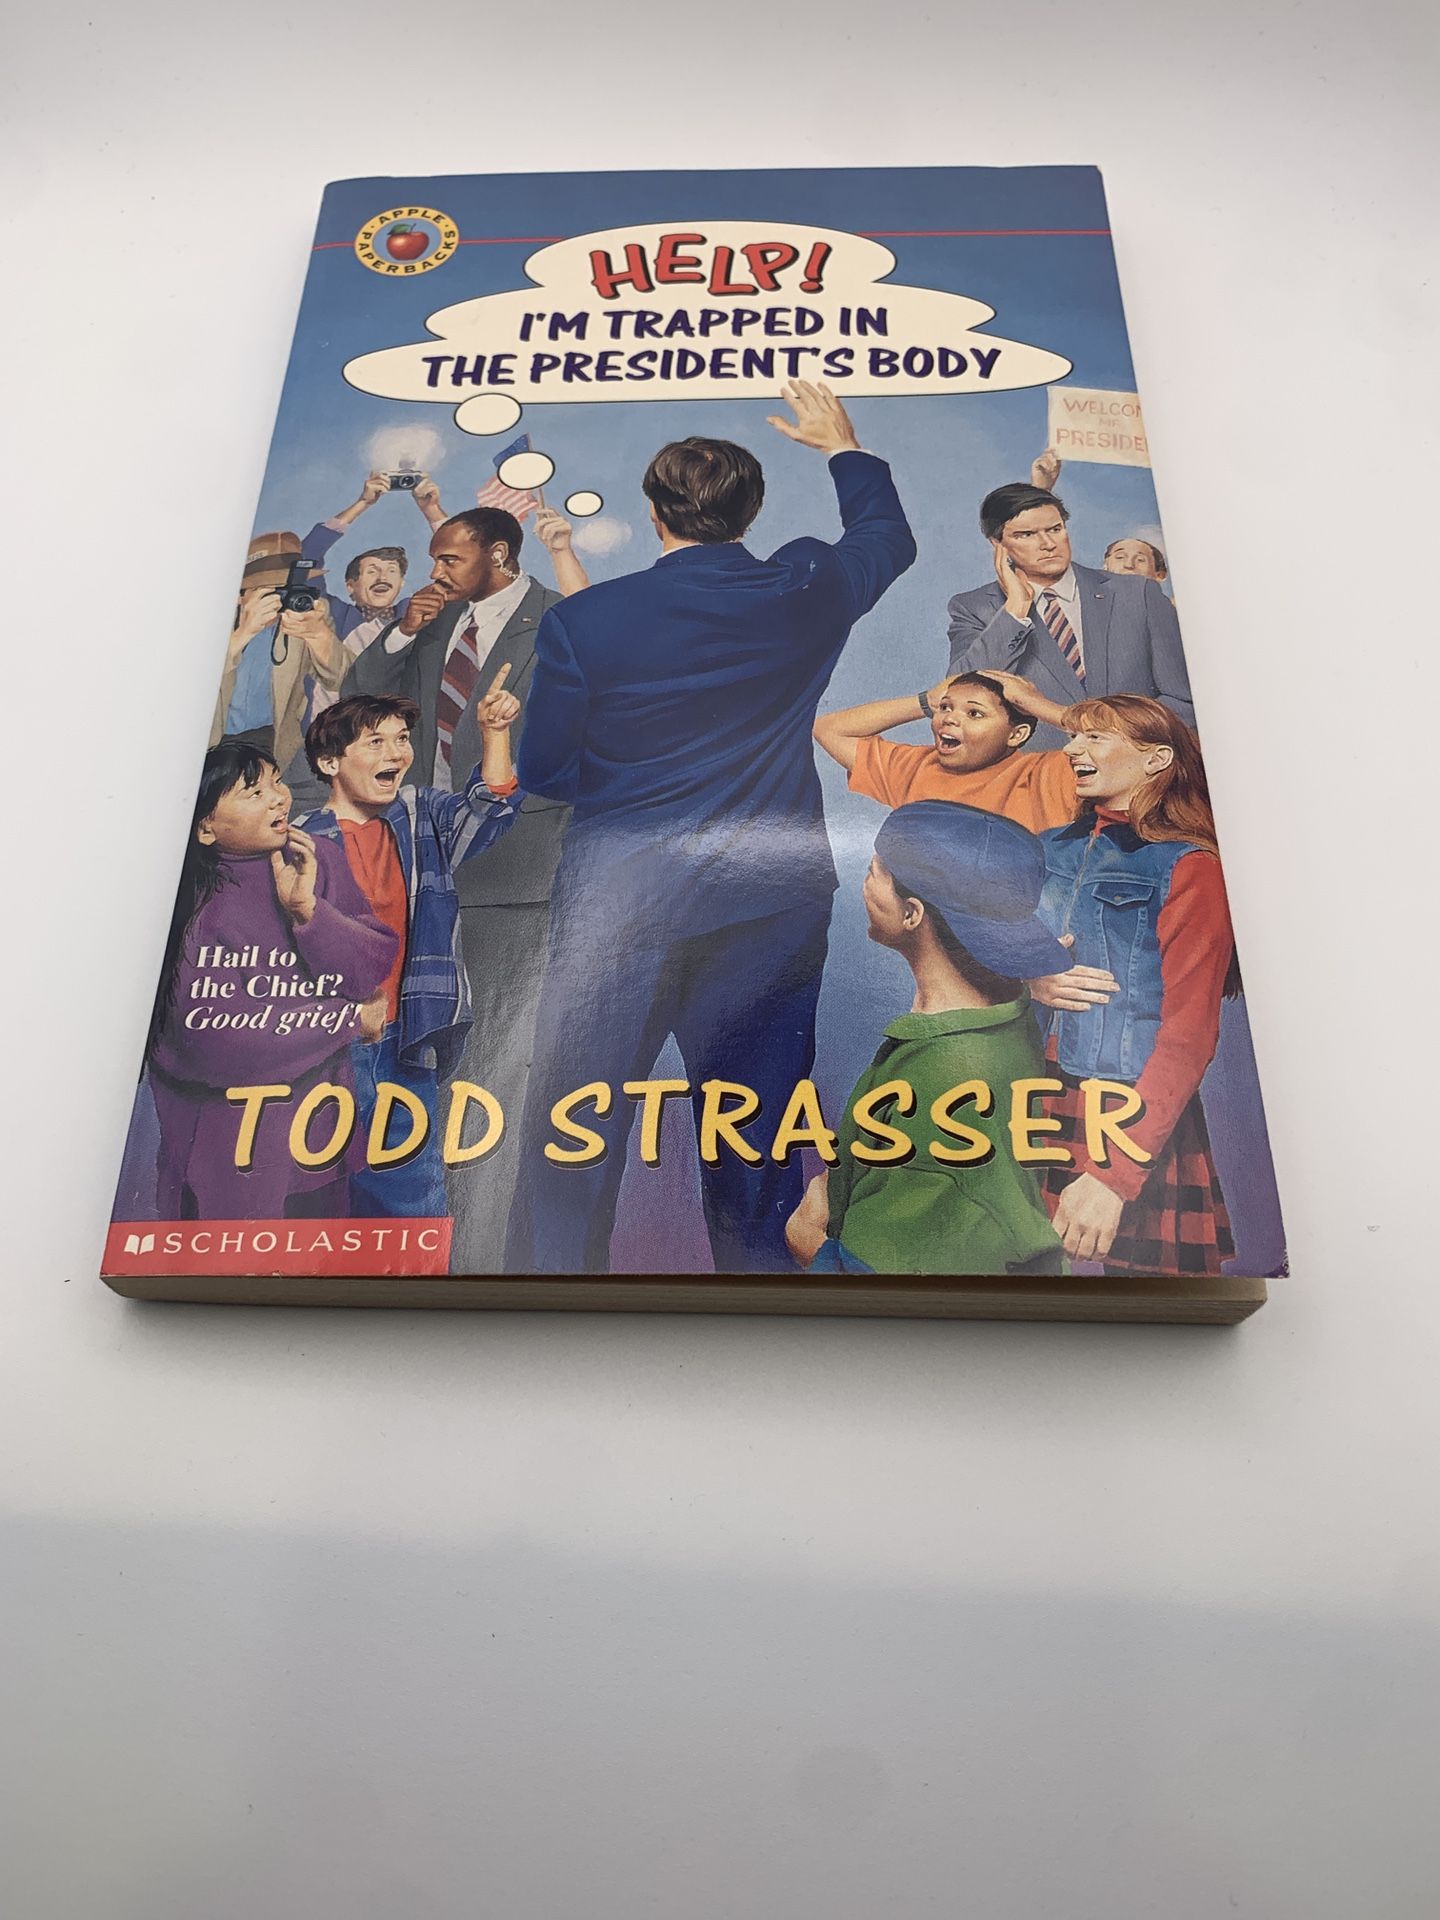 APPLE PAPERBACKS
HELP!
I'M TRAPPED IN
THE PRESIDENT'S BODY
WELCOM
MR.
PRESIDE
Hail to
the Chief?
Good grief!
TODD STRASSER
SCHOLASTIC